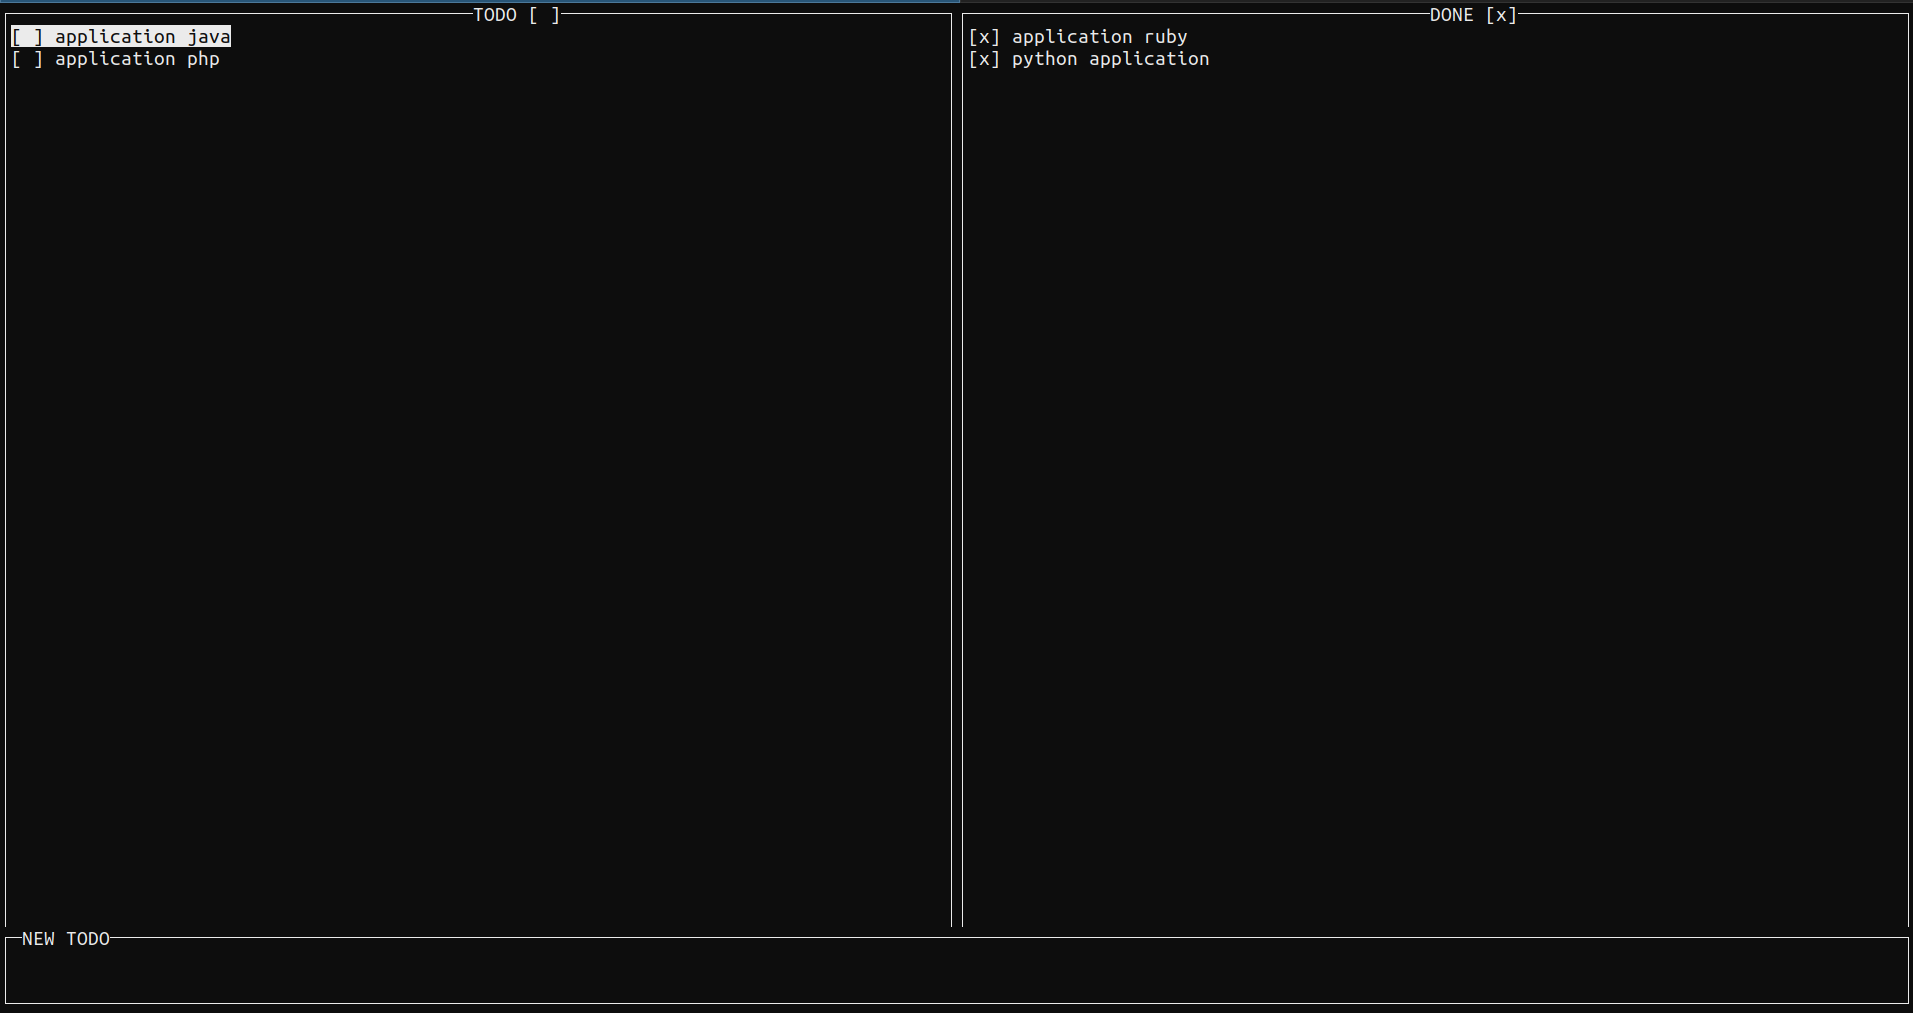 TODO [ ]
[ ] application java
[ ] application php
DONE [x]
[x] application ruby
[x] python application
NEW TODO